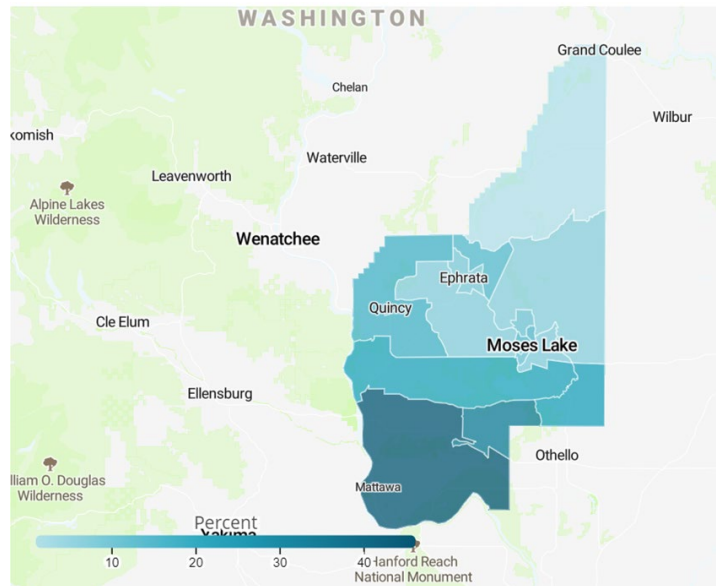 WASHINGTON
Grand Coulee
Chelan
Wilbur
komish
Waterville
Leavenworth
Alpine Lakes
Wilderness
Wenatchee
Ephrata
Quincy
Cle Elum
Moses Lake
Ellensburg
Othello
lliam O. Douglas
Wilderness
Mattawa
Percent
Yakima
10
20
30
40
Hanford Reach
National Monument